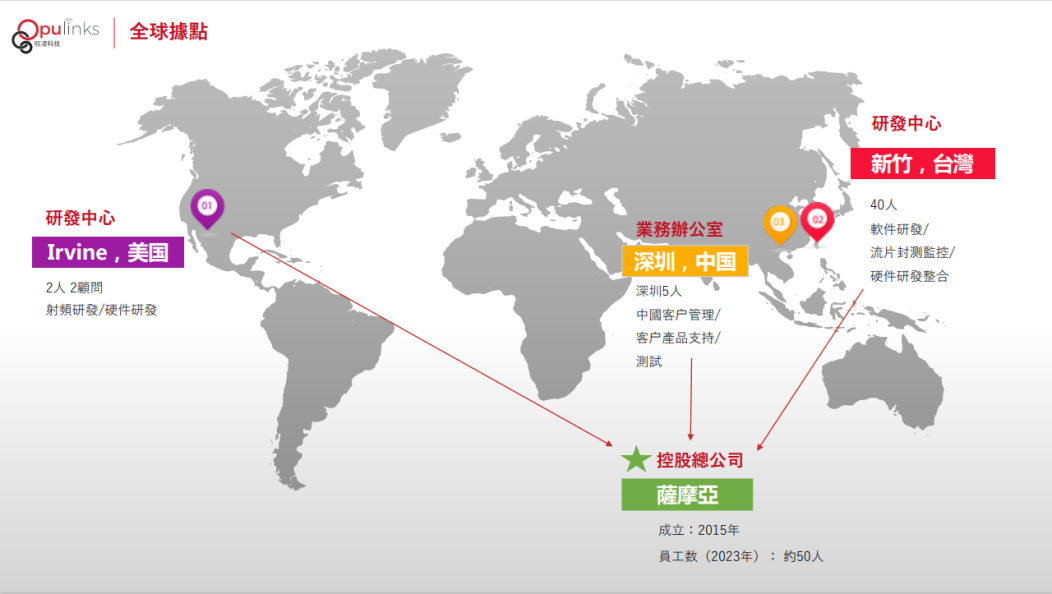 Opulinks
旺凌科技
全球據點
研發中心
新竹，台灣
40人
軟件研發/
流片封測監控/
硬件研發整合
01
03
02
研發中心
Irvine，美国
2人 2顧問
射頻研發/硬件研發
業務辦公室
深圳，中国
深圳5人
中國客户管理/
客户產品支持/
測試
控股總公司
薩摩亞
成立：2015年
員工数（2023年）： 約50人